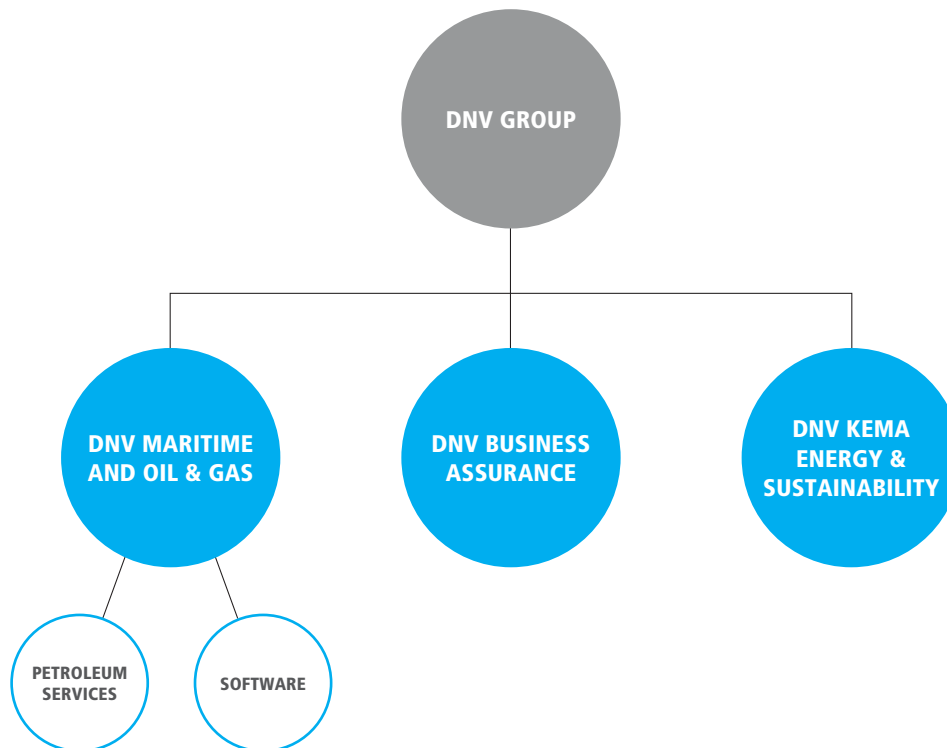 DNV GROUP
DNV MARITIME
AND OIL & GAS
DNV BUSINESS
ASSURANCE
DNV KEMA
ENERGY &
SUSTAINABILITY
PETROLEUM
SERVICES
SOFTWARE